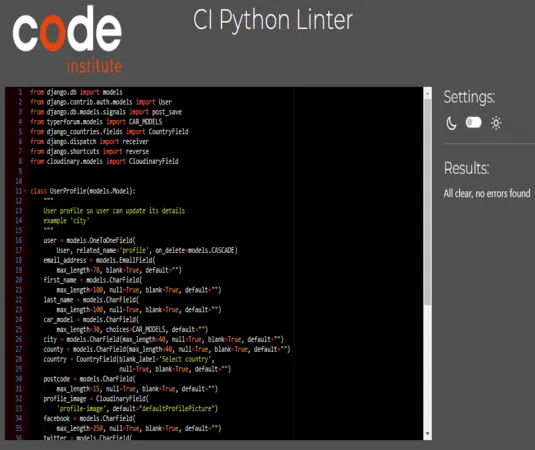 code
institute
CI Python Linter
1 from django.db import models
2 from django.contrib.auth.models import User
3 from django.db.models.signals import post_save
4 from typerforum.models import CAR_MODELS
5 from django_countries.fields import CountryField
6 from django.dispatch import receiver
7 from django.shortcuts import reverse
8 from cloudinary.models import CloudinaryField
9
10
11 class UserProfile(models.Model):
12 """
13 User profile so user can update its details
14 example 'city'
15 """
16 user = models.OneToOneField(
17 User, related_name='profile', on_delete=models.CASCADE)
18 email_address = models.EmailField(
19 max_length=70, blank=True, default="")
20 first_name = models.CharField(
21 max_length=100, null=True, blank=True, default="")
22 last_name = models.CharField(
23 max_length=100, null=True, blank=True, default="")
24 car_model = models.CharField(
25 max_length=30, choices=CAR_MODELS, default="")
26 city = models.CharField(max_length=40, null=True, blank=True, default="")
27 county = models.CharField(max_length=40, null=True, blank=True, default="")
28 country = CountryField(blank_label='Select country',
29 null=True, blank=True, default="")
30 postcode = models.CharField(
31 max_length=15, null=True, blank=True, default="")
32 profile_image = CloudinaryField(
33 'profile-image', default="defaultProfilePicture")
34 facebook = models.CharField(
35 max_length=250, null=True, blank=True, default="")
36 twitter = models.CharField(
Settings:
Results:
All clear, no errors found